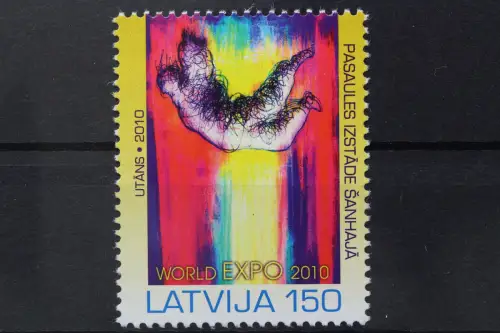 PASAULES IZSTĀDE ŠANHAJĀ
UTĀNS • 2010
WORLD EXPO 2010
LATVIJA 150